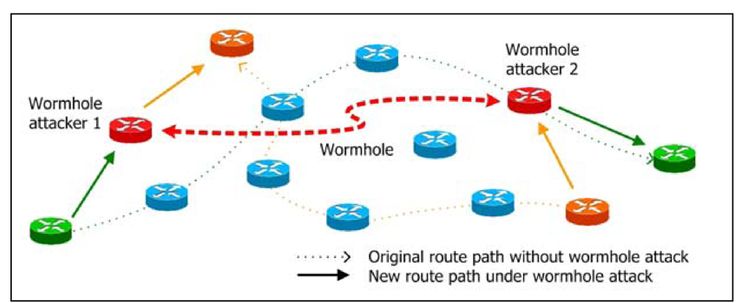 Wormhole
attacker 2
Wormhole
attacker 1
Wormhole
Original route path without wormhole attack
New route path under wormhole attack